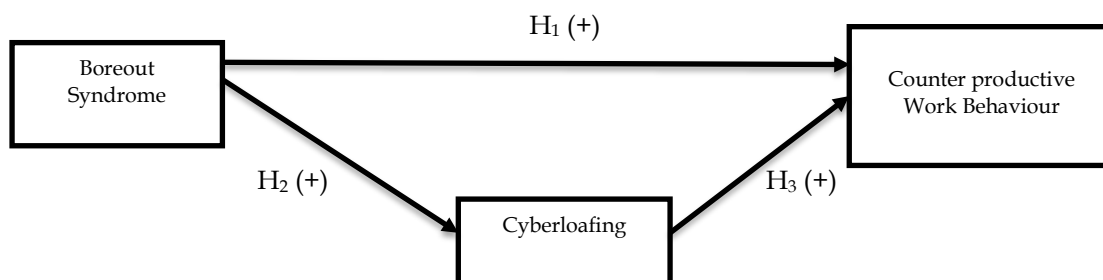 H₁ (+)
Boreout
Syndrome
Counter productive
Work Behaviour
H₂ (+)
H₃ (+)
Cyberloafing